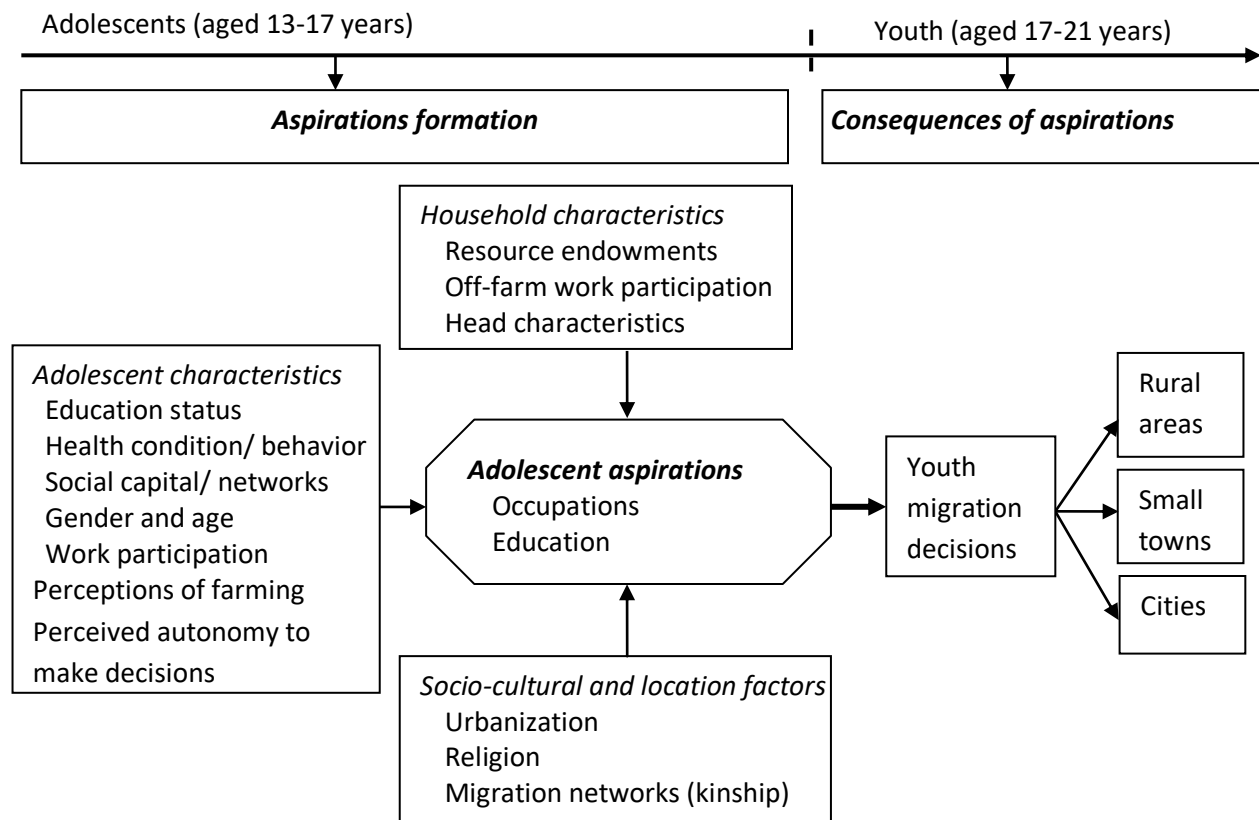 Adolescents (aged 13-17 years)
Youth (aged 17-21 years)
Aspirations formation
Consequences of aspirations
Household characteristics
Resource endowments
Off-farm work participation
Head characteristics
Adolescent characteristics
Education status
Health condition/ behavior
Social capital/ networks
Gender and age
Work participation
Perceptions of farming
Perceived autonomy to
make decisions
Adolescent aspirations
Occupations
Education
Socio-cultural and location factors
Urbanization
Religion
Migration networks (kinship)
Youth
migration
decisions
Rural
areas
Small
towns
Cities